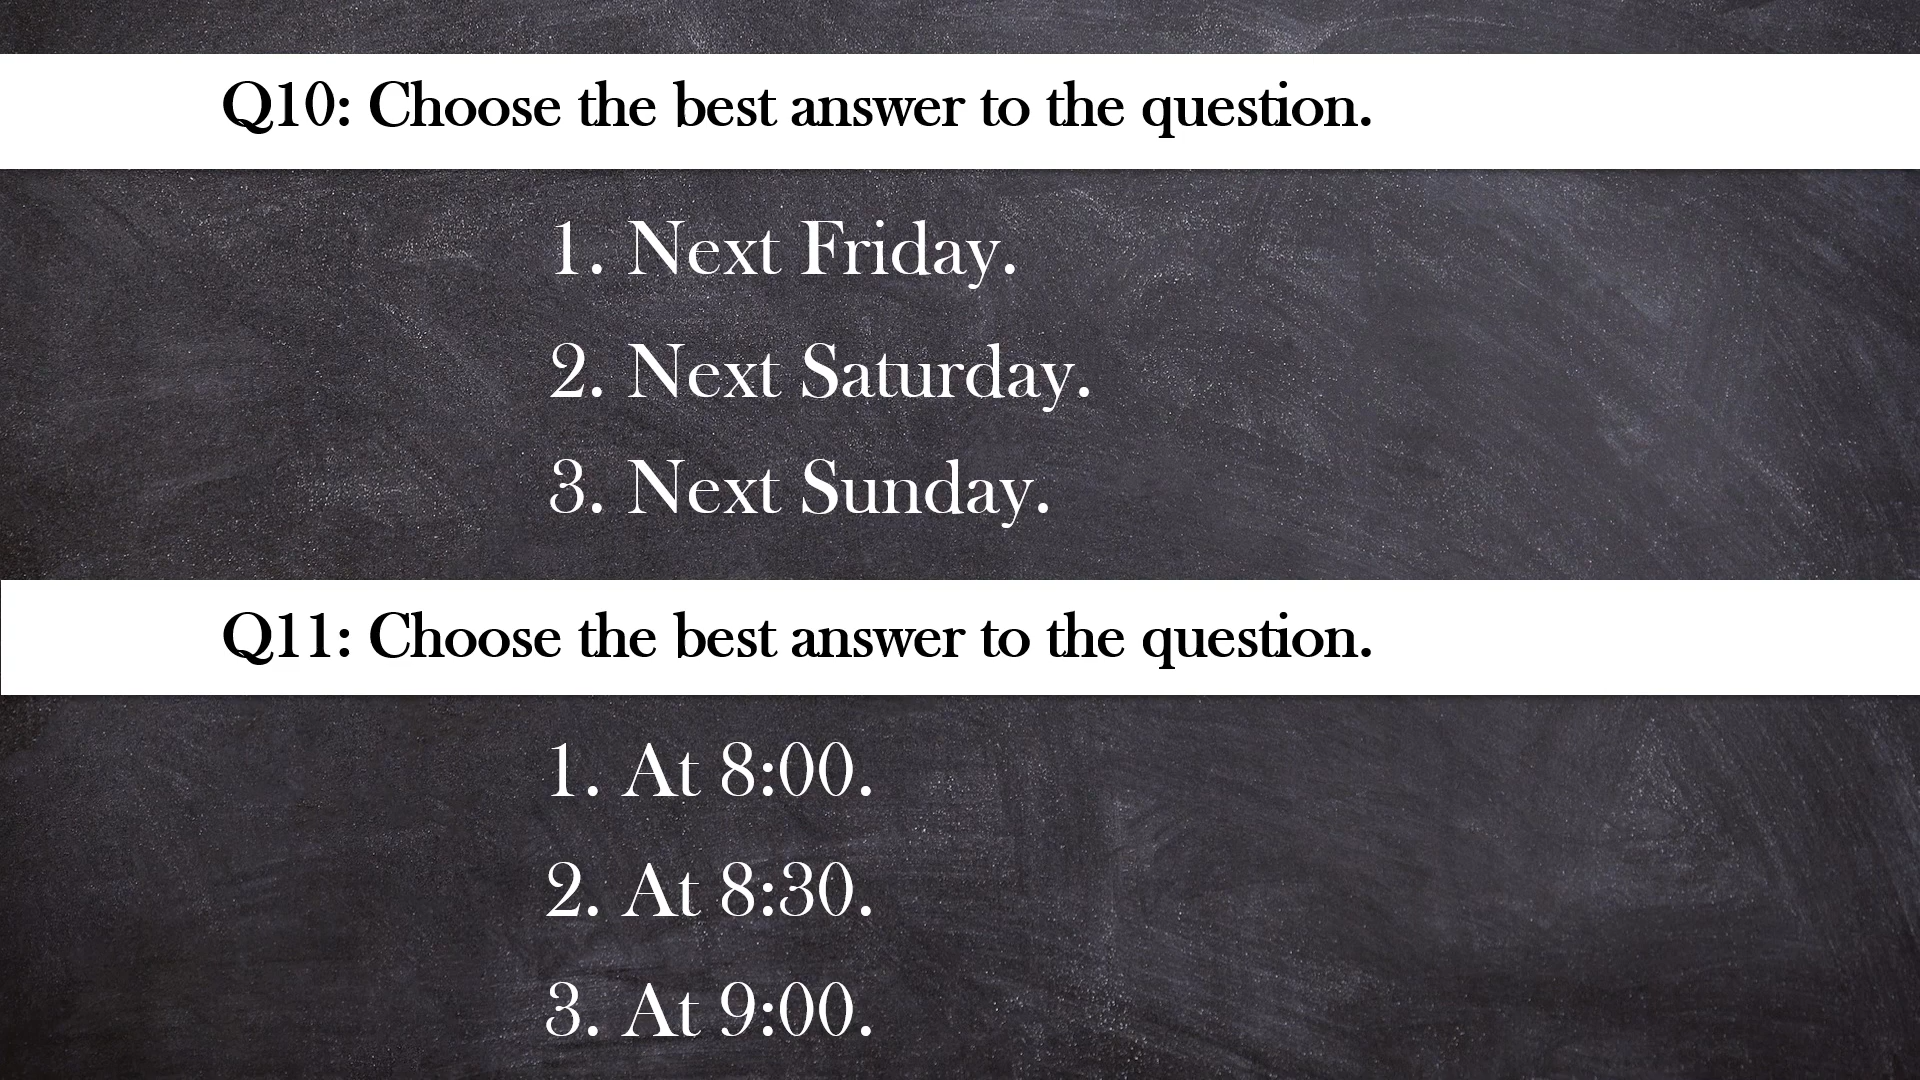 Q10: Choose the best answer to the question.
1. Next Friday.
2. Next Saturday.
3. Next Sunday.
Q11: Choose the best answer to the question.
1. At 8:00.
2. At 8:30.
3. At 9:00.